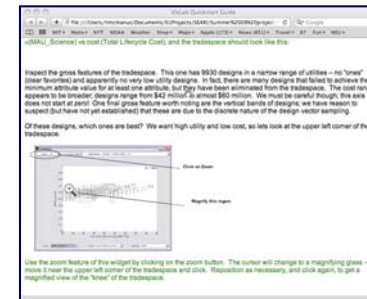 VisLab Quickstart Guide
u(MAU_Science) vs cost (Total Lifecycle Cost), and the tradespace should look like this:
Inspect the gross features of the tradespace. This one has 9930 designs in a narrow range of utilities – no "ones"
(clear favorites) and apparently no very low utility designs. In fact, there are many designs that failed to achieve the
minimum attribute value for at least one attribute, but they have been eliminated from the tradespace. The cost range
appears to be broader; designs range from $42 million to almost $60 million. We must be careful though; this axis
does not start at zero! One final gross feature worth noting are the vertical bands of designs; we have reason to
suspect (but have not yet established) that these are due to the discrete nature of the design vector sampling.
Of these designs, which ones are best? We want high utility and low cost, so lets look at the upper left corner of the
tradespace.
Click on Zoom
Magnify this region
Use the zoom feature of this widget by clicking on the zoom button. The cursor will change to a magnifying glass –
move it near the upper left corner of the tradespace and click. Reposition as necessary, and click again, to get a
magnified view of the "knee" of the tradespace.